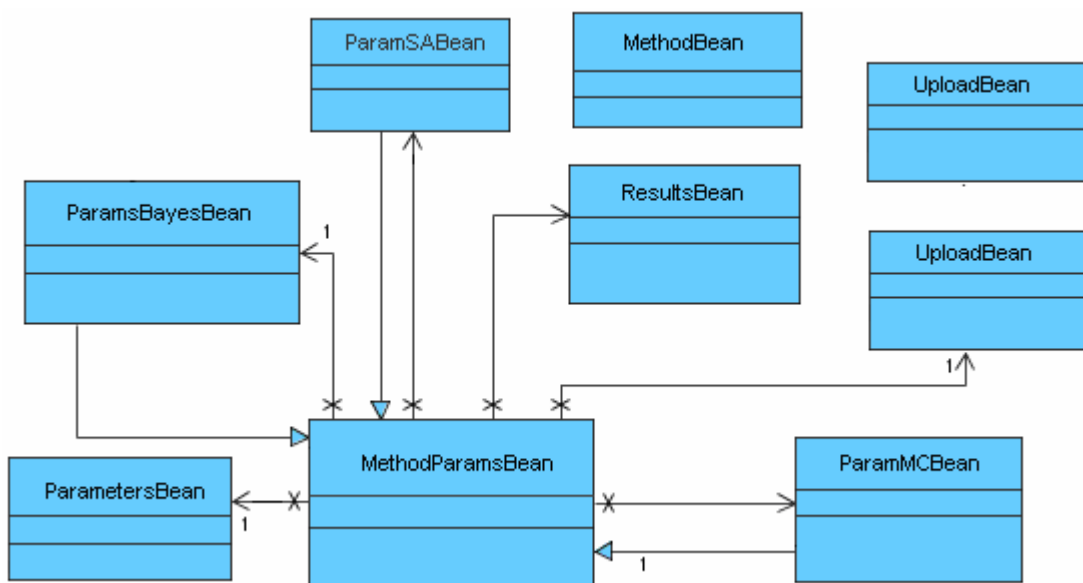 ParamSABean
MethodBean
UploadBean
ParamsBayesBean
ResultsBean
1
UploadBean
1
MethodParamsBean
ParamMCBean
ParametersBean
1
1